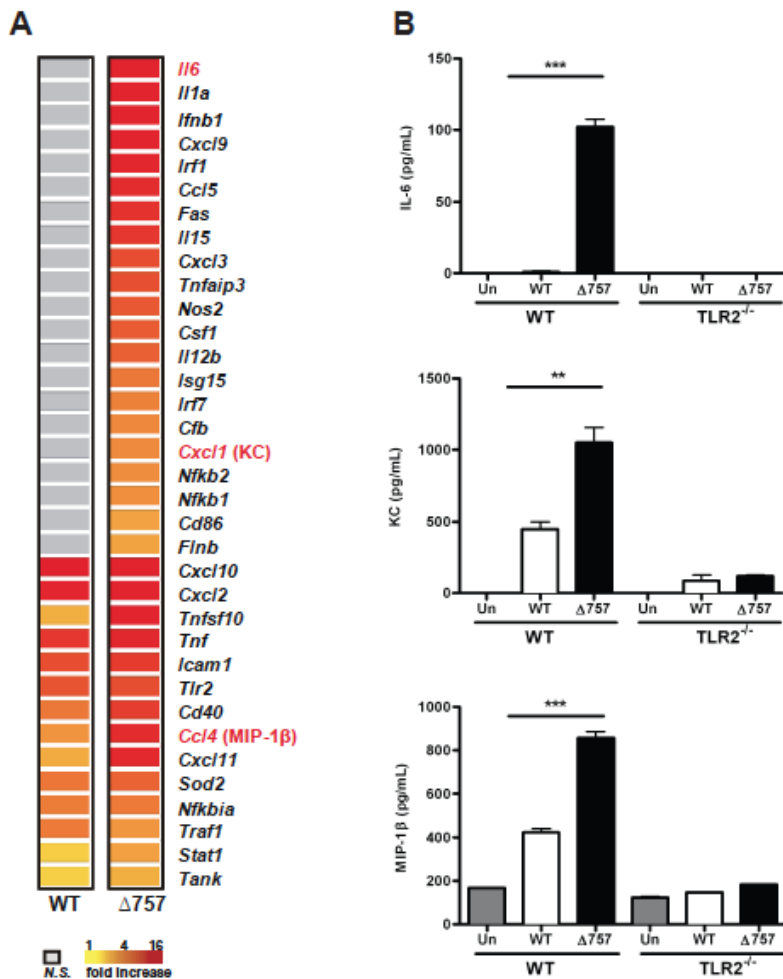 A
Il6
Il1a
Ifnb1
Cxcl9
Irf1
Ccl5
Fas
Il15
Cxcl3
Tnfaip3
Nos2
Csf1
Il12b
Isg15
Irf7
Cfb
Cxcl1 (KC)
Nfkb2
Nfkb1
Cd86
Flnb
Cxcl10
Cxcl2
Tnfsf10
Tnf
Icam1
Tlr2
Cd40
Ccl4 (MIP-1β)
Cxcl11
Sod2
Nfkbia
Traf1
Stat1
Tank
WT Δ757
N.S.
1 4 16
fold increase
B
IL-6 (pg/mL)
150
100
50
0
***
Un WT Δ757 Un WT Δ757
WT TLR2-/-
KC (pg/mL)
1500
1000
500
0
**
Un WT Δ757 Un WT Δ757
WT TLR2-/-
MIP-1β (pg/mL)
1000
800
600
400
200
0
***
Un WT Δ757 Un WT Δ757
WT TLR2-/-